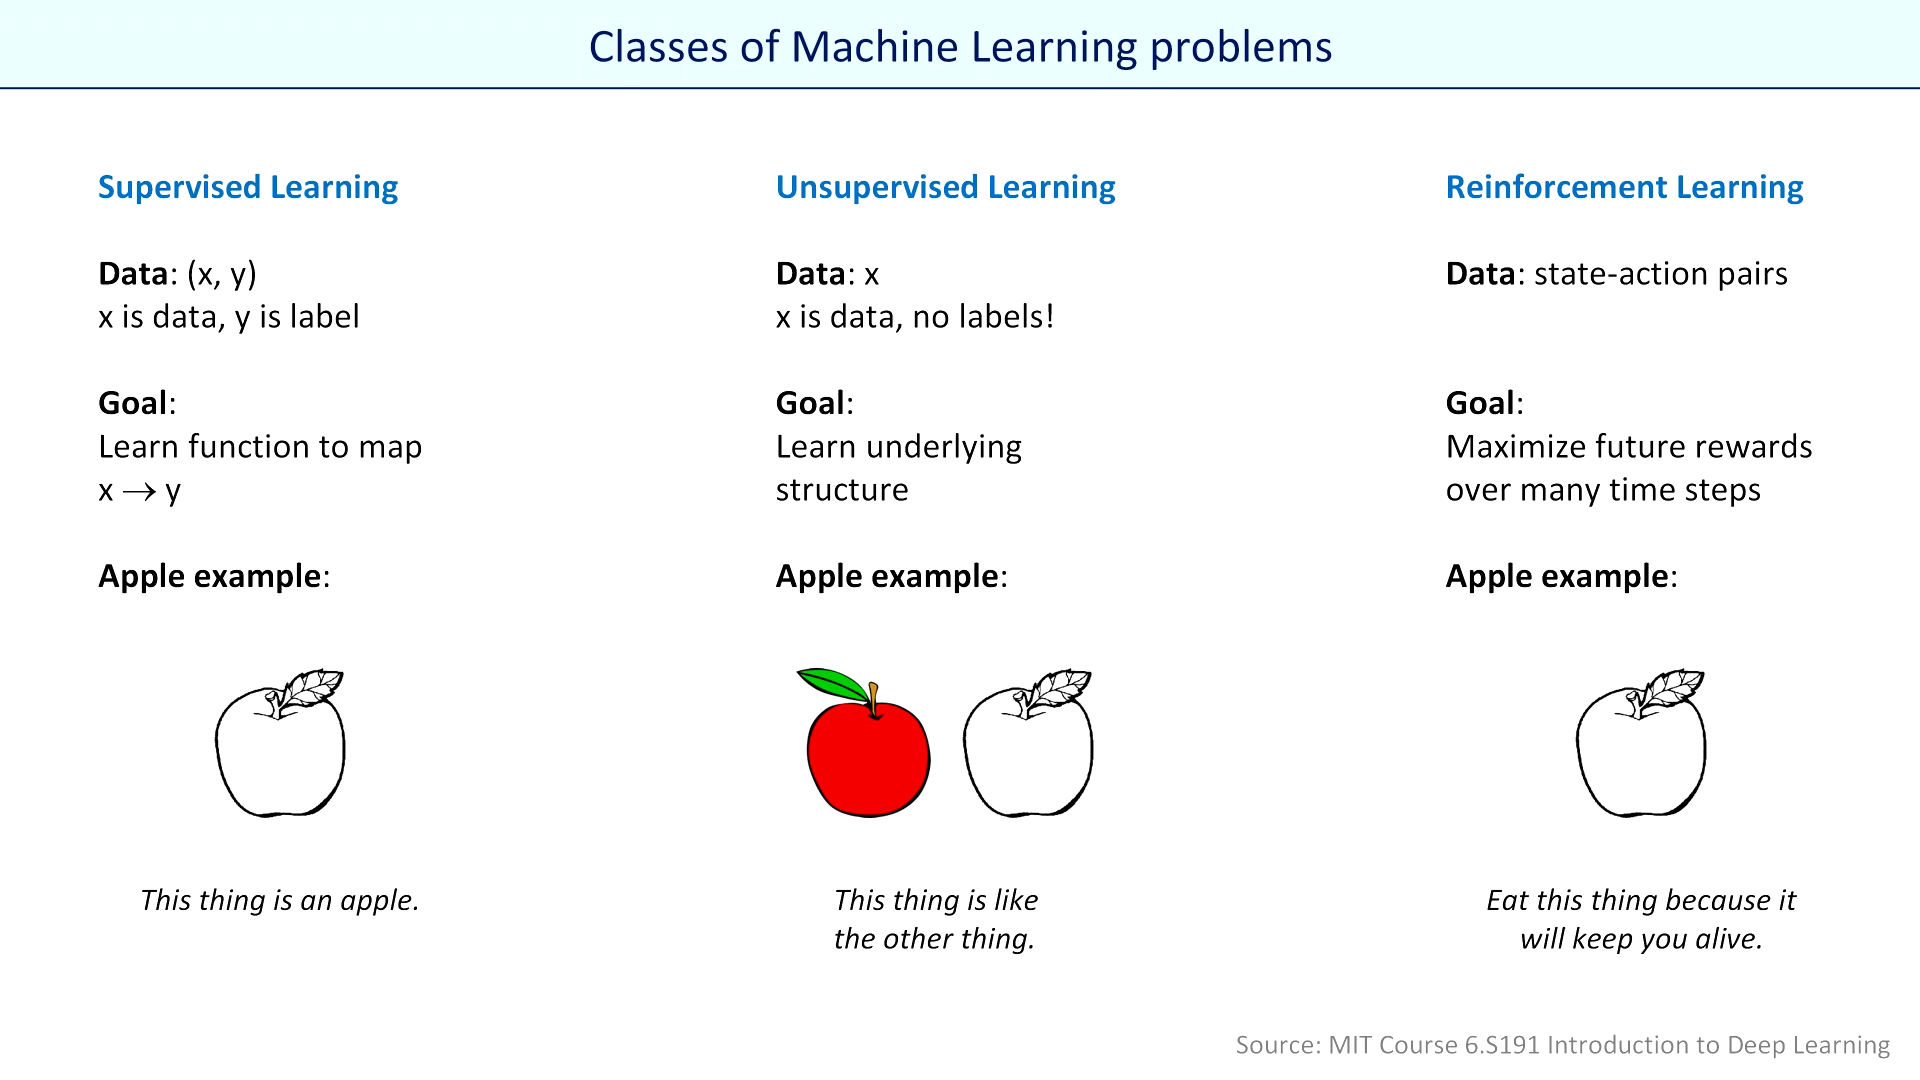 Classes of Machine Learning problems
Supervised Learning
Data: (x, y)
x is data, y is label
Goal:
Learn function to map
x → y
Apple example:
This thing is an apple.
Unsupervised Learning
Data: x
x is data, no labels!
Goal:
Learn underlying
structure
Apple example:
This thing is like
the other thing.
Reinforcement Learning
Data: state-action pairs
Goal:
Maximize future rewards
over many time steps
Apple example:
Eat this thing because it
will keep you alive.
Source: MIT Course 6.S191 Introduction to Deep Learning